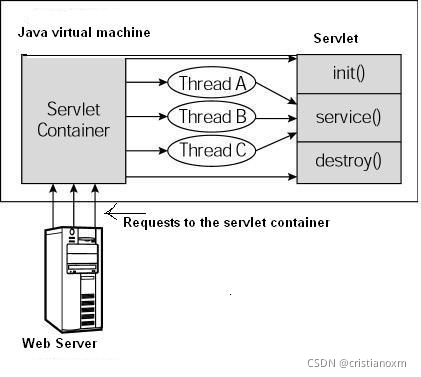 Java virtual machine
Servlet
Servlet
Container
Thread A
Thread B
Thread C
init()
service()
destroy()
Requests to the servlet container
Web Server
CSDN @cristianoxm